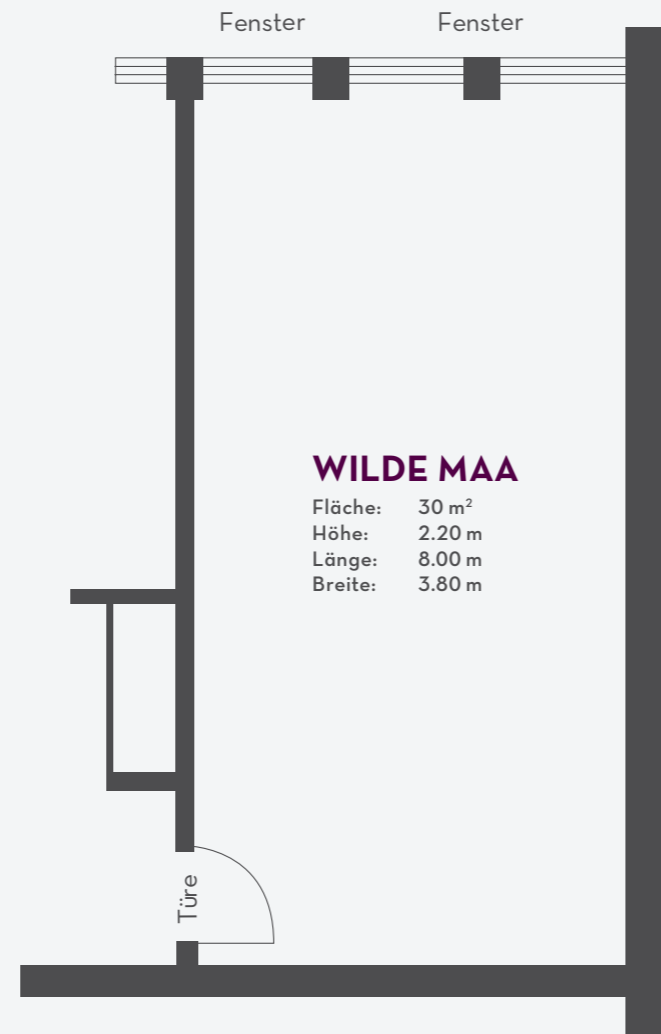 Fenster Fenster
WILDE MAA
Fläche: 30 m²
Höhe: 2.20 m
Länge: 8.00 m
Breite: 3.80 m
Türe